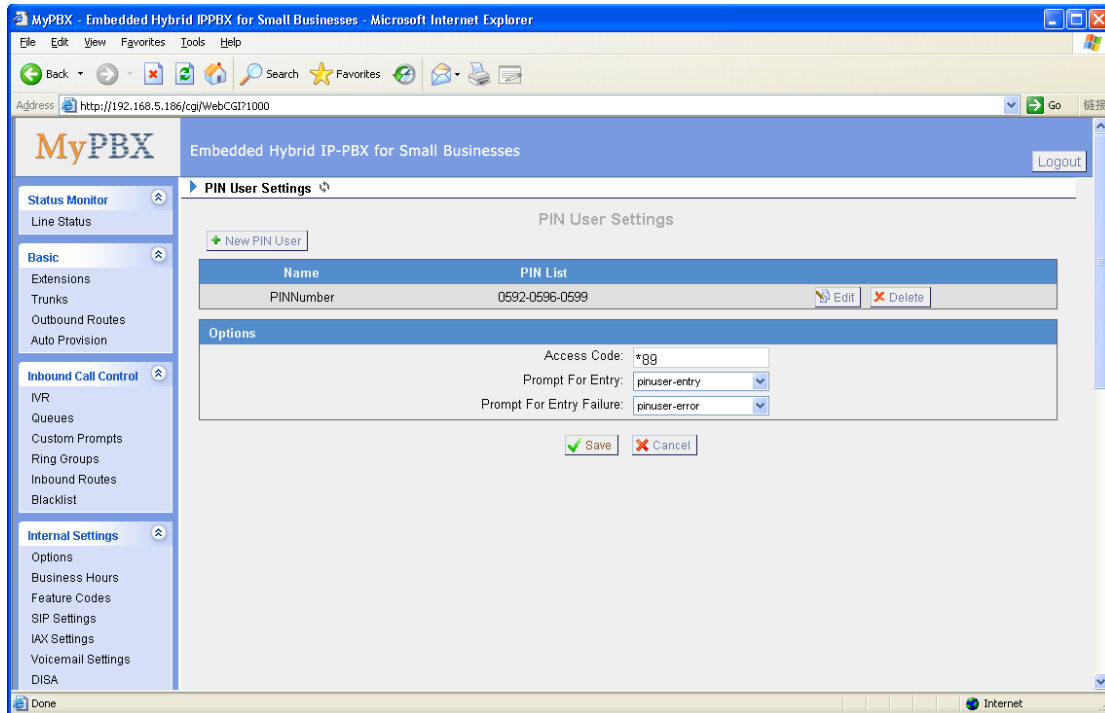 MyPBX - Embedded Hybrid IPPBX for Small Businesses - Microsoft Internet Explorer
File Edit View Favorites Tools Help
Back Search Favorites
Address http://192.168.5.186/cgi/WebCGI?1000 Go 链接
MyPBX Embedded Hybrid IP-PBX for Small Businesses
Logout
PIN User Settings
Status Monitor
Line Status
Basic
Extensions
Trunks
Outbound Routes
Auto Provision
Inbound Call Control
IVR
Queues
Custom Prompts
Ring Groups
Inbound Routes
Blacklist
Internal Settings
Options
Business Hours
Feature Codes
SIP Settings
IAX Settings
Voicemail Settings
DISA
PIN User Settings
New PIN User
Name PIN List
PINNumber 0592-0596-0599 Edit Delete
Options
Access Code: *89
Prompt For Entry: pinuser-entry
Prompt For Entry Failure: pinuser-error
Save Cancel
Done Internet